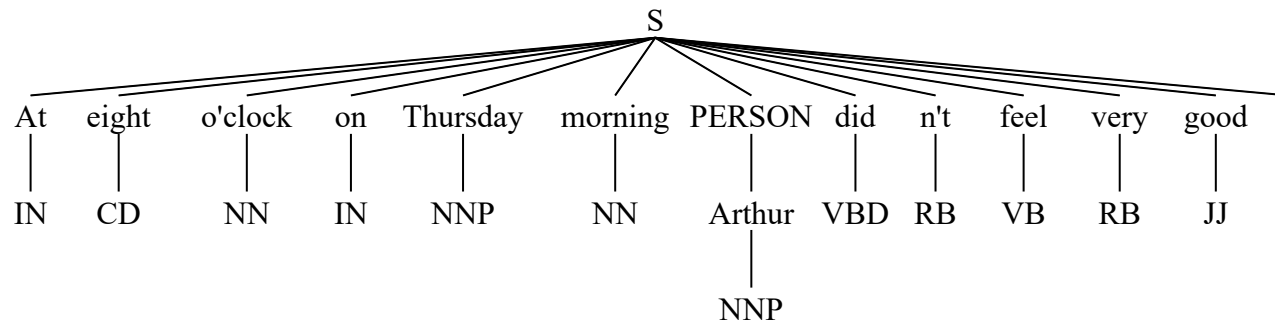 S
At eight o'clock on Thursday morning PERSON did n't feel very good
IN CD NN IN NNP NN Arthur VBD RB VB RB JJ
NNP